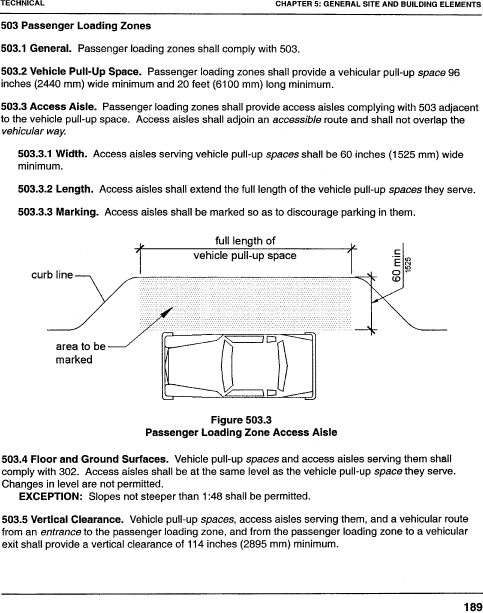 TECHNICAL
CHAPTER 5: GENERAL SITE AND BUILDING ELEMENTS
503 Passenger Loading Zones
503.1 General. Passenger loading zones shall comply with 503.
503.2 Vehicle Pull-Up Space. Passenger loading zones shall provide a vehicular pull-up space 96
inches (2440 mm) wide minimum and 20 feet (6100 mm) long minimum.
503.3 Access Aisle. Passenger loading zones shall provide access aisles complying with 503 adjacent
to the vehicle pull-up space. Access aisles shall adjoin an accessible route and shall not overlap the
vehicular way.
503.3.1 Width. Access aisles serving vehicle pull-up spaces shall be 60 inches (1525 mm) wide
minimum.
503.3.2 Length. Access aisles shall extend the full length of the vehicle pull-up spaces they serve.
503.3.3 Marking. Access aisles shall be marked so as to discourage parking in them.
full length of
vehicle pull-up space
60 min
1525
curb line
area to be
marked
Figure 503.3
Passenger Loading Zone Access Aisle
503.4 Floor and Ground Surfaces. Vehicle pull-up spaces and access aisles serving them shall
comply with 302. Access aisles shall be at the same level as the vehicle pull-up space they serve.
Changes in level are not permitted.
EXCEPTION: Slopes not steeper than 1:48 shall be permitted.
503.5 Vertical Clearance. Vehicle pull-up spaces, access aisles serving them, and a vehicular route
from an entrance to the passenger loading zone, and from the passenger loading zone to a vehicular
exit shall provide a vertical clearance of 114 inches (2895 mm) minimum.
189